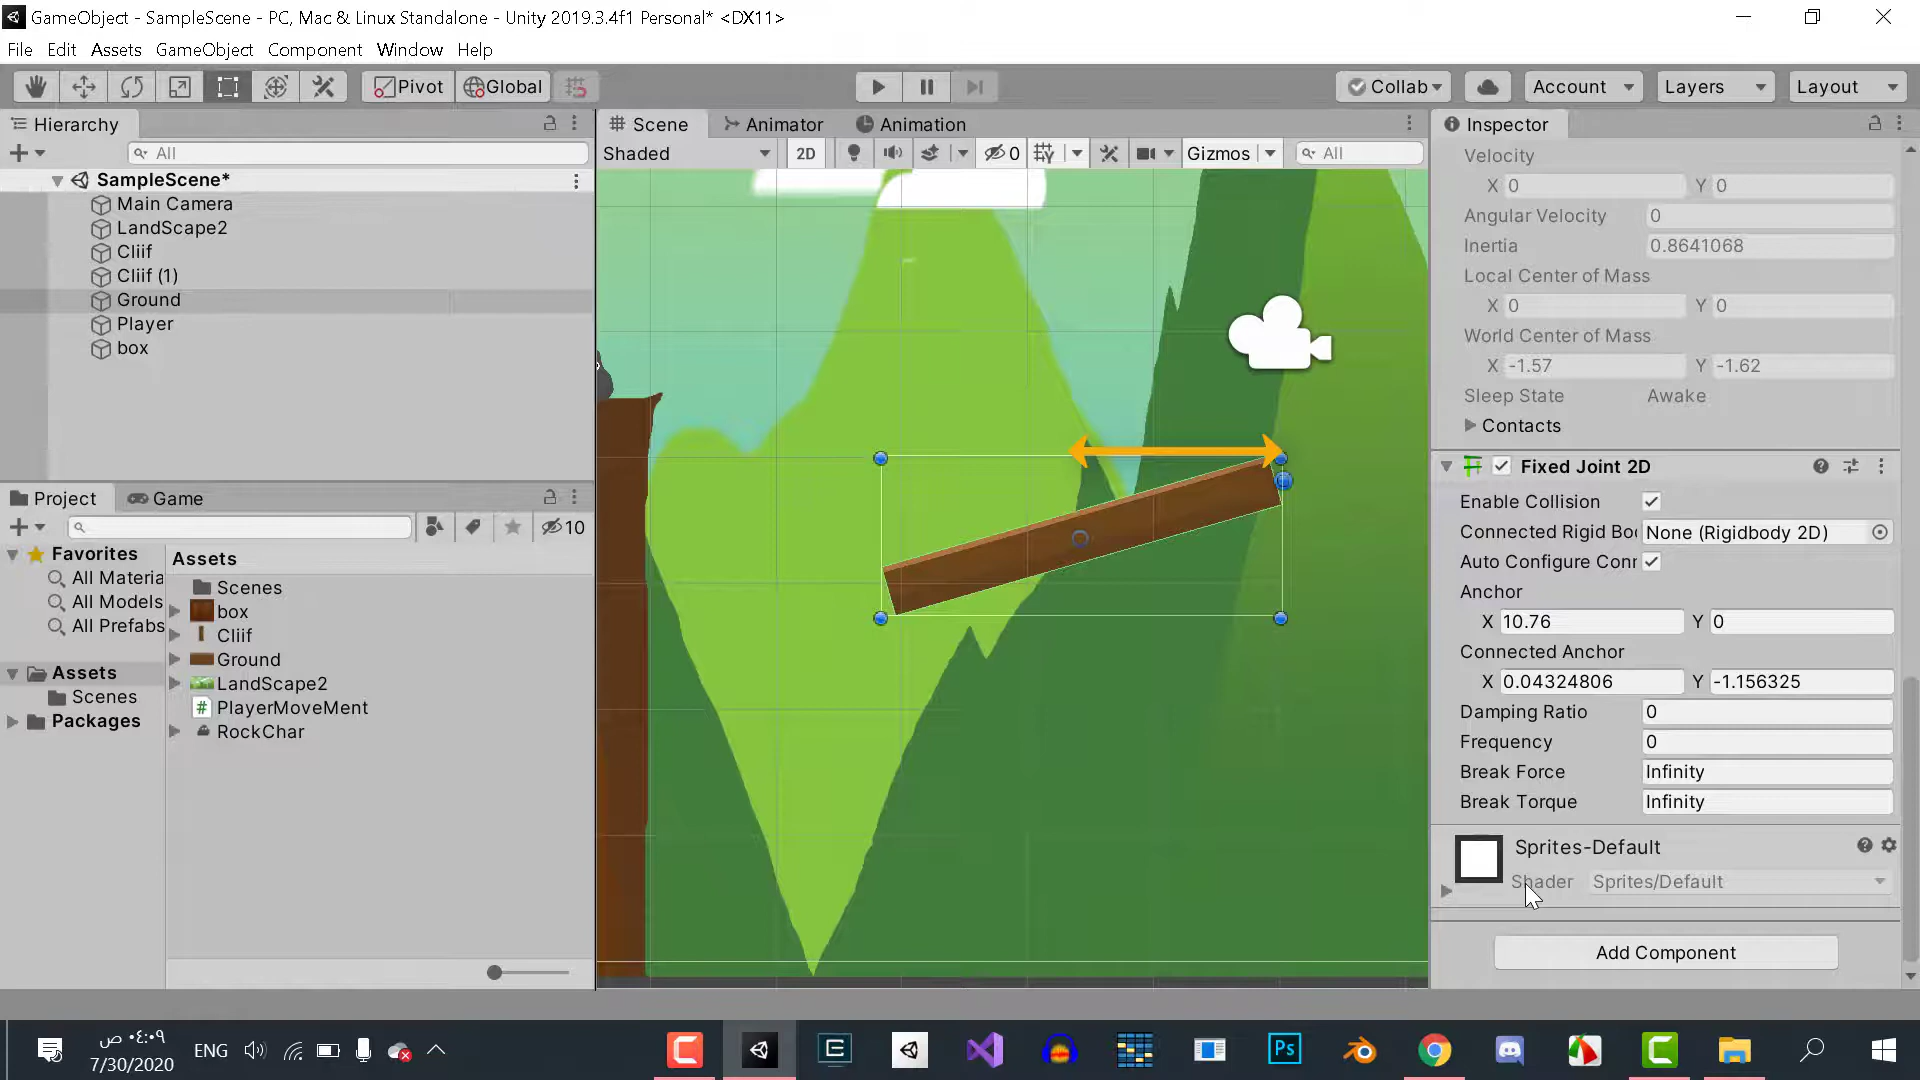 GameObject - SampleScene - PC, Mac & Linux Standalone - Unity 2019.3.4f1 Personal* <DX11>
File Edit Assets GameObject Component Window Help
Pivot Global Collab Account Layers Layout
Hierarchy
All
SampleScene*
Main Camera
LandScape2
Cliif
Cliif (1)
Ground
Player
box
Project Game
10
Favorites
All Materia
All Models
All Prefabs
Assets
Scenes
Packages
Assets
Scenes
box
Cliif
Ground
LandScape2
# PlayerMoveMent
RockChar
Scene Animator Animation
Shaded 2D 0 Gizmos All
Inspector
Velocity
X 0 Y 0
Angular Velocity 0
Inertia 0.8641068
Local Center of Mass
X 0 Y 0
World Center of Mass
X -1.57 Y -1.62
Sleep State Awake
Contacts
Fixed Joint 2D
Enable Collision
Connected Rigid Bo None (Rigidbody 2D)
Auto Configure Conr
Anchor
X 10.76 Y 0
Connected Anchor
X 0.04324806 Y -1.156325
Damping Ratio 0
Frequency 0
Break Force Infinity
Break Torque Infinity
Sprites-Default
Shader Sprites/Default
Add Component
٠٤:٠٩ ص
7/30/2020
ENG
Ps